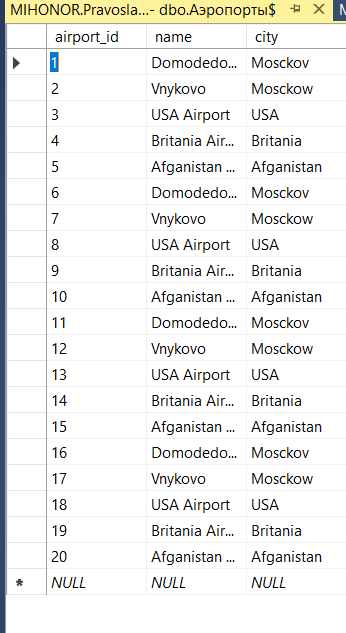 MIHONOR.Pravosla...- dbo.Аэропорты$
airport_id name city
1 Domodedo... Mosckov
2 Vnykovo Mosckow
3 USA Airport USA
4 Britania Air... Britania
5 Afganistan ... Afganistan
6 Domodedo... Mosckov
7 Vnykovo Mosckow
8 USA Airport USA
9 Britania Air... Britania
10 Afganistan ... Afganistan
11 Domodedo... Mosckov
12 Vnykovo Mosckow
13 USA Airport USA
14 Britania Air... Britania
15 Afganistan ... Afganistan
16 Domodedo... Mosckov
17 Vnykovo Mosckow
18 USA Airport USA
19 Britania Air... Britania
20 Afganistan ... Afganistan
NULL NULL NULL